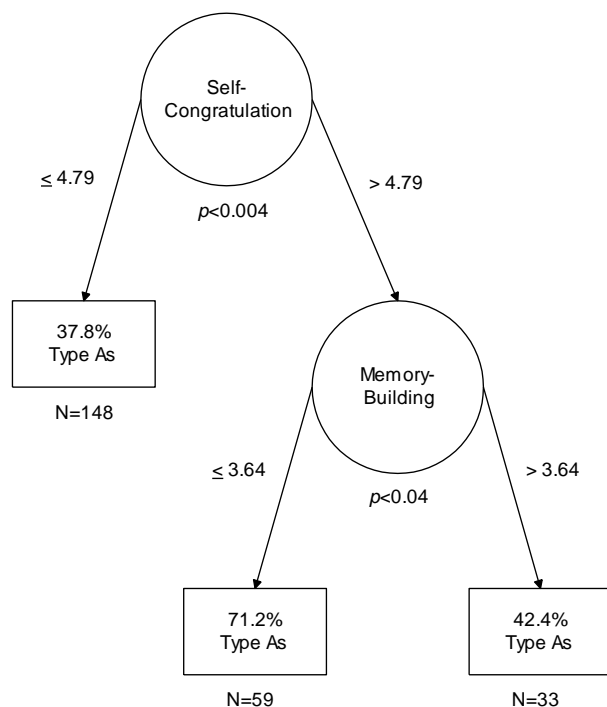 Self-
Congratulation
≤ 4.79
> 4.79
p<0.004
37.8%
Type As
N=148
Memory-
Building
≤ 3.64
> 3.64
p<0.04
71.2%
Type As
42.4%
Type As
N=59
N=33